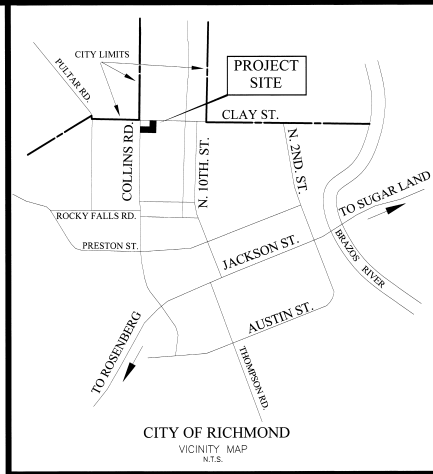 CITY LIMITS
PULTAR RD.
PROJECT
SITE
CLAY ST.
COLLINS RD.
N. 10TH. ST.
N. 2ND. ST.
ROCKY FALLS RD.
PRESTON ST.
TO SUGAR LAND
JACKSON ST.
BRAZOS RIVER
AUSTIN ST.
TO ROSENBERG
THOMPSON RD.
CITY OF RICHMOND
VICINITY MAP
N.T.S.